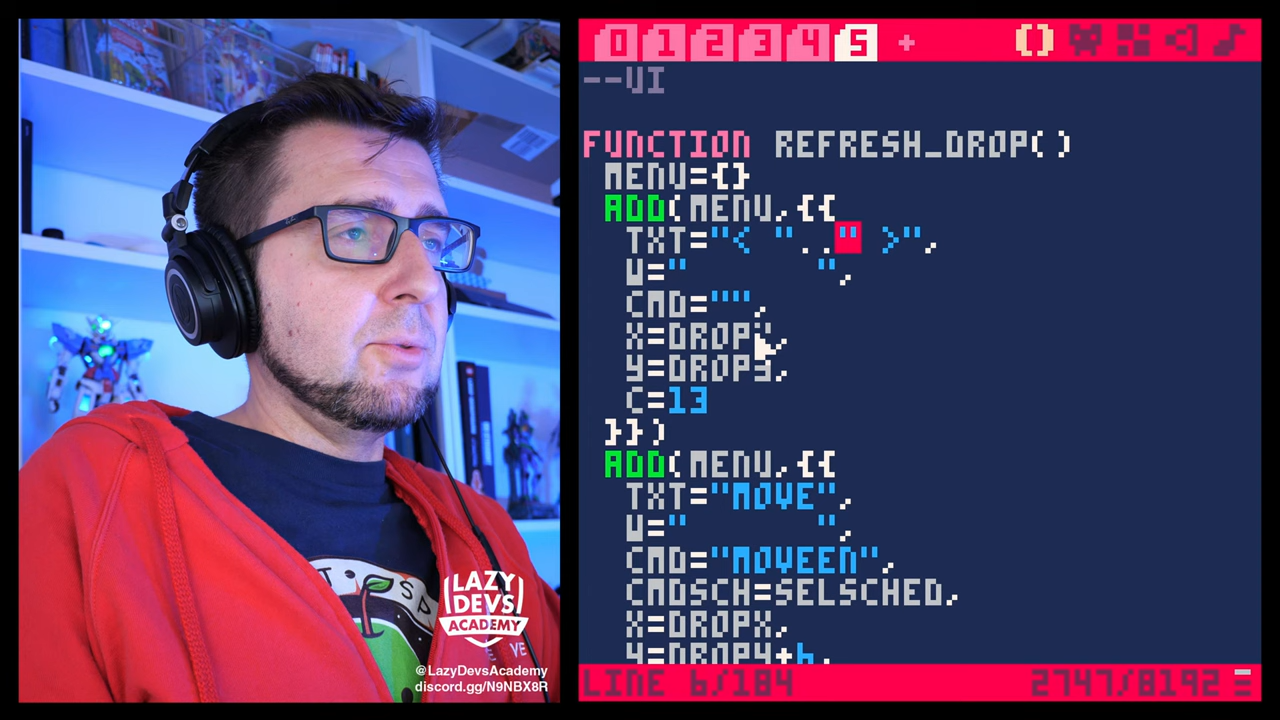 0 1 2 3 4 5 +
--UI
FUNCTION REFRESH_DROP()
MENU={}
ADD(MENU,{{
TXT="< ".." >",
W="      ",
CMD="",
X=DROPX,
Y=DROPY,
C=13
}})
ADD(MENU,{{
TXT="MOVE",
W="      ",
CMD="MOVEEN",
CMDSCH=SELSCHED,
X=DROPX,
Y=DROPY+6,
LINE 6/184
2747/8192
LAZY
DEVS
ACADEMY
@LazyDevsAcademy
discord.gg/N9NBX8R